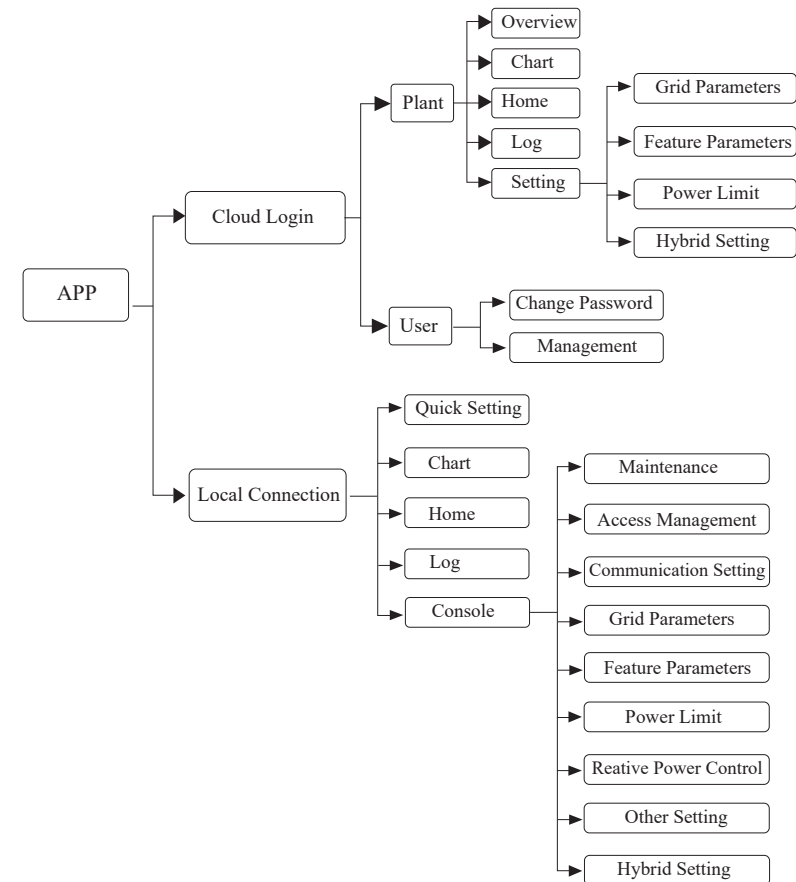 APP
Cloud Login
Plant
Overview
Chart
Home
Log
Setting
Grid Parameters
Feature Parameters
Power Limit
Hybrid Setting
User
Change Password
Management
Local Connection
Quick Setting
Chart
Home
Log
Console
Maintenance
Access Management
Communication Setting
Grid Parameters
Feature Parameters
Power Limit
Reative Power Control
Other Setting
Hybrid Setting